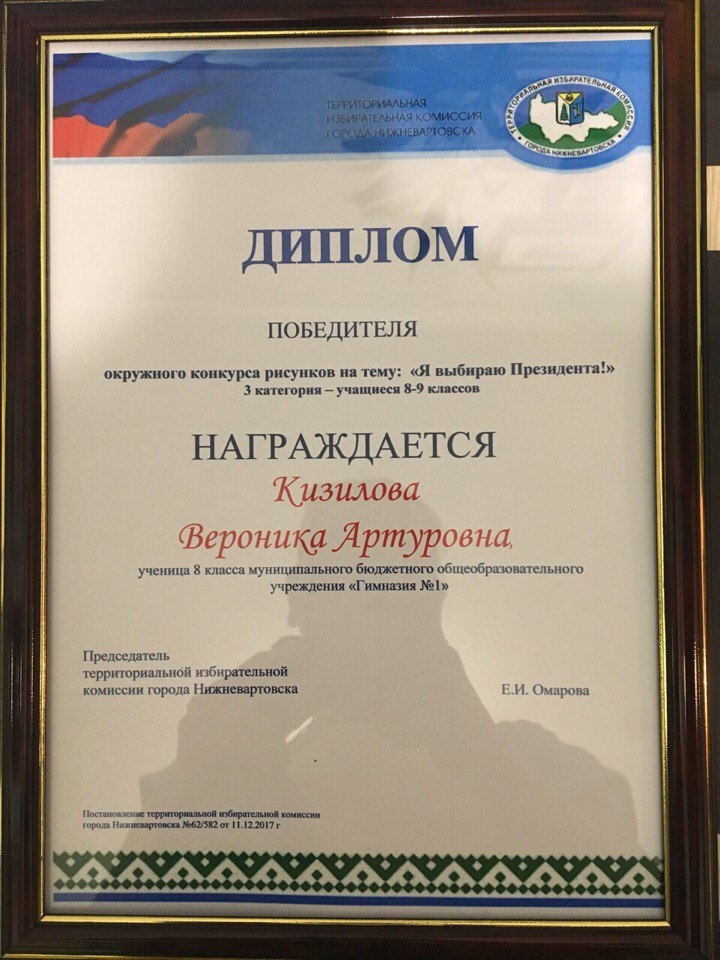 ТЕРРИТОРИАЛЬНАЯ
ИЗБИРАТЕЛЬНАЯ КОМИССИЯ
ГОРОДА НИЖНЕВАРТОВСКА
ТЕРРИТОРИАЛЬНАЯ ИЗБИРАТЕЛЬНАЯ КОМИССИЯ
ГОРОДА НИЖНЕВАРТОВСКА
ДИПЛОМ
ПОБЕДИТЕЛЯ
окружного конкурса рисунков на тему: «Я выбираю Президента!»
3 категория – учащиеся 8-9 классов
НАГРАЖДАЕТСЯ
Кизилова
Вероника Артуровна,
ученица 8 класса муниципального бюджетного общеобразовательного
учреждения «Гимназия №1»
Председатель
территориальной избирательной
комиссии города Нижневартовска
Е.И. Омарова
Постановление территориальной избирательной комиссии
города Нижневартовска №62/582 от 11.12.2017 г